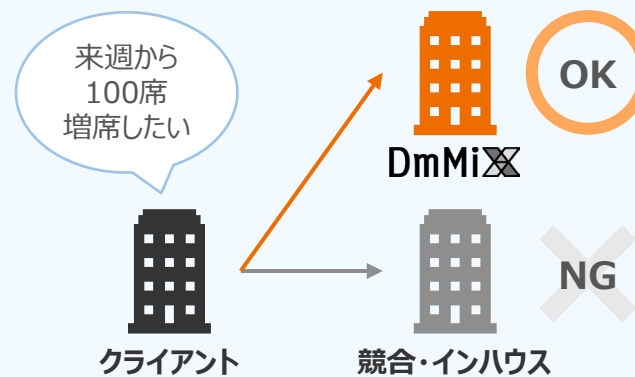 来週から
100席
増席したい
OK
DmMiX
NG
クライアント
競合・インハウス